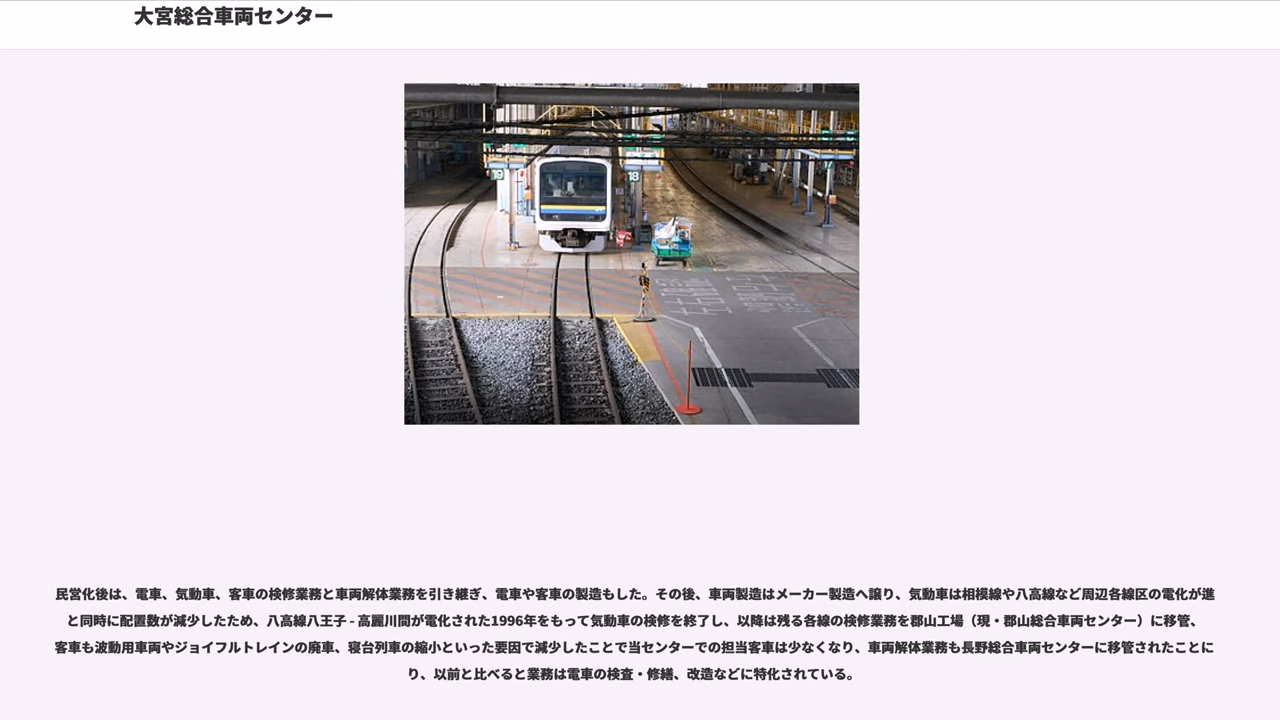 大宮総合車両センター
19
18
民営化後は、電車、気動車、客車の検修業務と車両解体業務を引き継ぎ、電車や客車の製造もした。その後、車両製造はメーカー製造へ譲り、気動車は相模線や八高線など周辺各線区の電化が進
と同時に配置数が減少したため、八高線八王子 - 高麗川間が電化された1996年をもって気動車の検修を終了し、以降は残る各線の検修業務を郡山工場（現・郡山総合車両センター）に移管、
客車も波動用車両やジョイフルトレインの廃車、寝台列車の縮小といった要因で減少したことで当センターでの担当客車は少なくなり、車両解体業務も長野総合車両センターに移管されたことに
り、以前と比べると業務は電車の検査・修繕、改造などに特化されている。